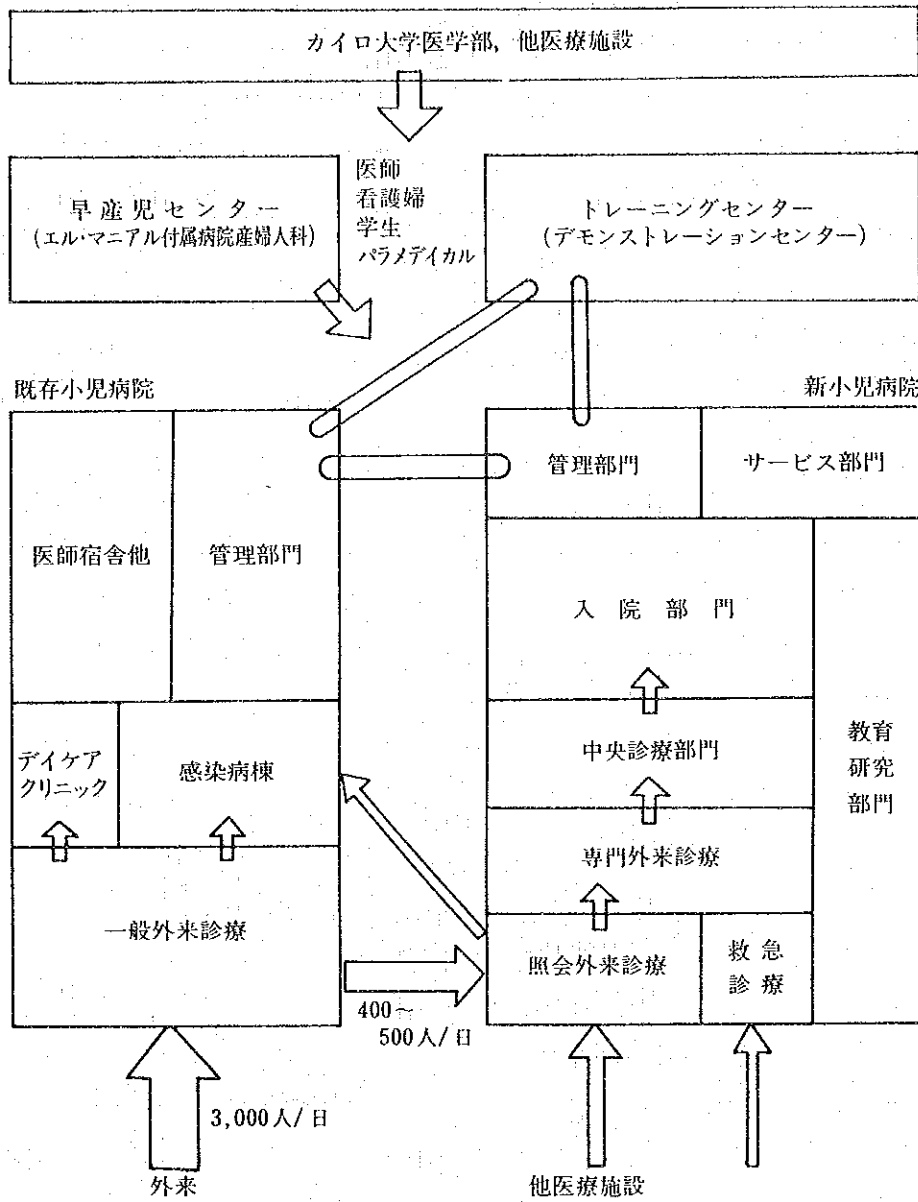 カイロ大学医学部，他医療施設
早産児センター
(エル・マニアル付属病院産婦人科)
医師
看護婦
学生
パラメデイカル
トレーニングセンター
(デモンストレーションセンター)
既存小児病院
新小児病院
医師宿舎他
管理部門
管理部門
サービス部門
入院部門
デイケア
クリニック
感染病棟
中央診療部門
教育
研究
部門
専門外来診療
一般外来診療
照会外来診療
救急
診療
400～
500人/日
3,000人/日
外来
他医療施設